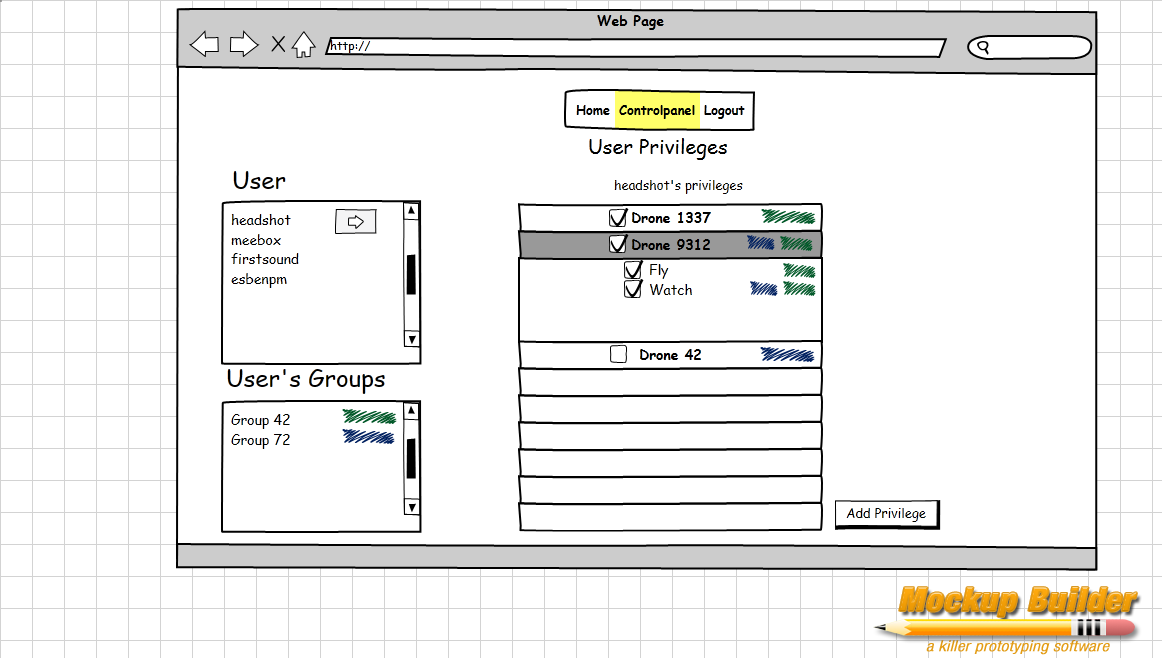 Web Page
http://
Home Controlpanel Logout
User Privileges
User
headshot's privileges
headshot
meebox
firstsound
esbenpm
Drone 1337
Drone 9312
Fly
Watch
Drone 42
User's Groups
Group 42
Group 72
Add Privilege
Mockup Builder
a killer prototyping software